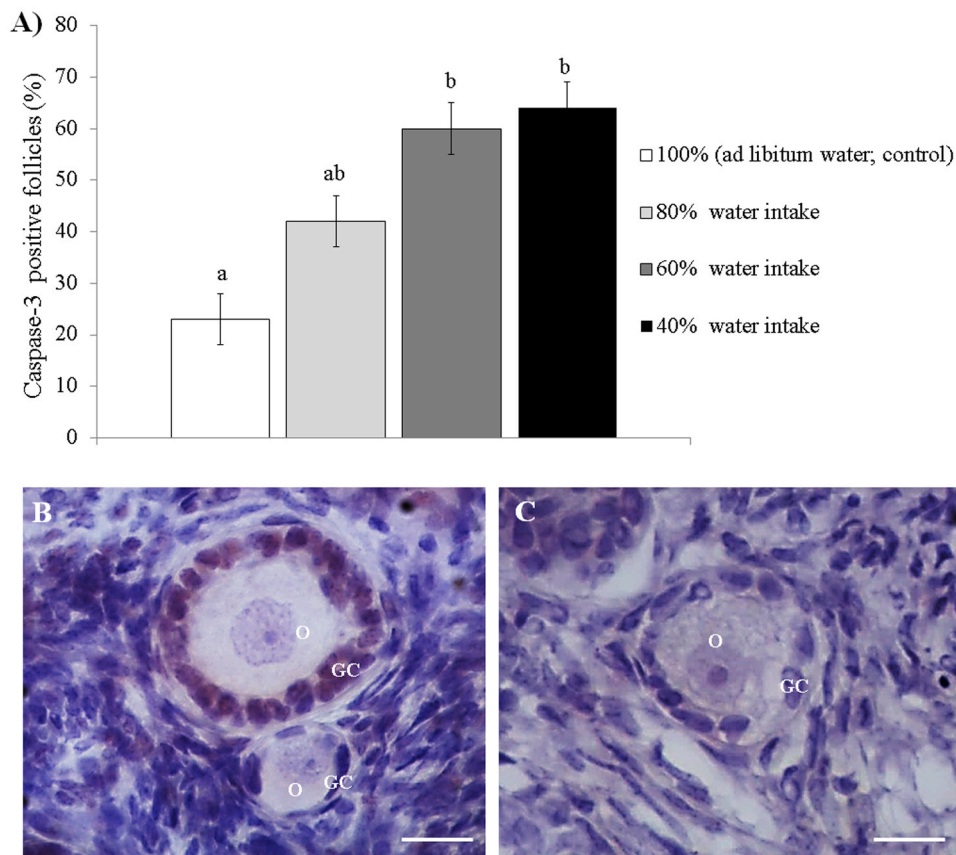 A)
Caspase-3 positive follicles (%)
80
70
60
50
40
30
20
10
0
a
ab
b
b
100% (ad libitum water; control)
80% water intake
60% water intake
40% water intake
B
O
GC
O
GC
C
O
GC